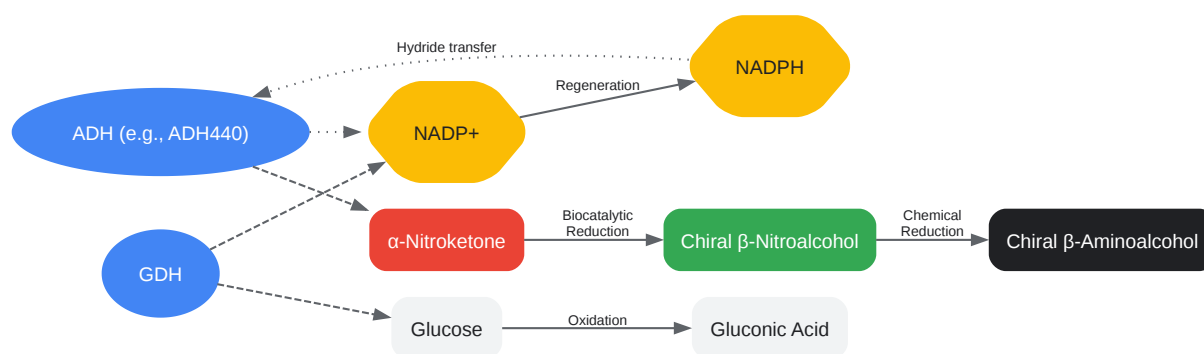 Hydride transfer
NADPH
Regeneration
ADH (e.g., ADH440)
NADP+
Biocatalytic
Reduction
Chemical
Reduction
α-Nitroketone
Chiral β-Nitroalcohol
Chiral β-Aminoalcohol
GDH
Glucose
Oxidation
Gluconic Acid